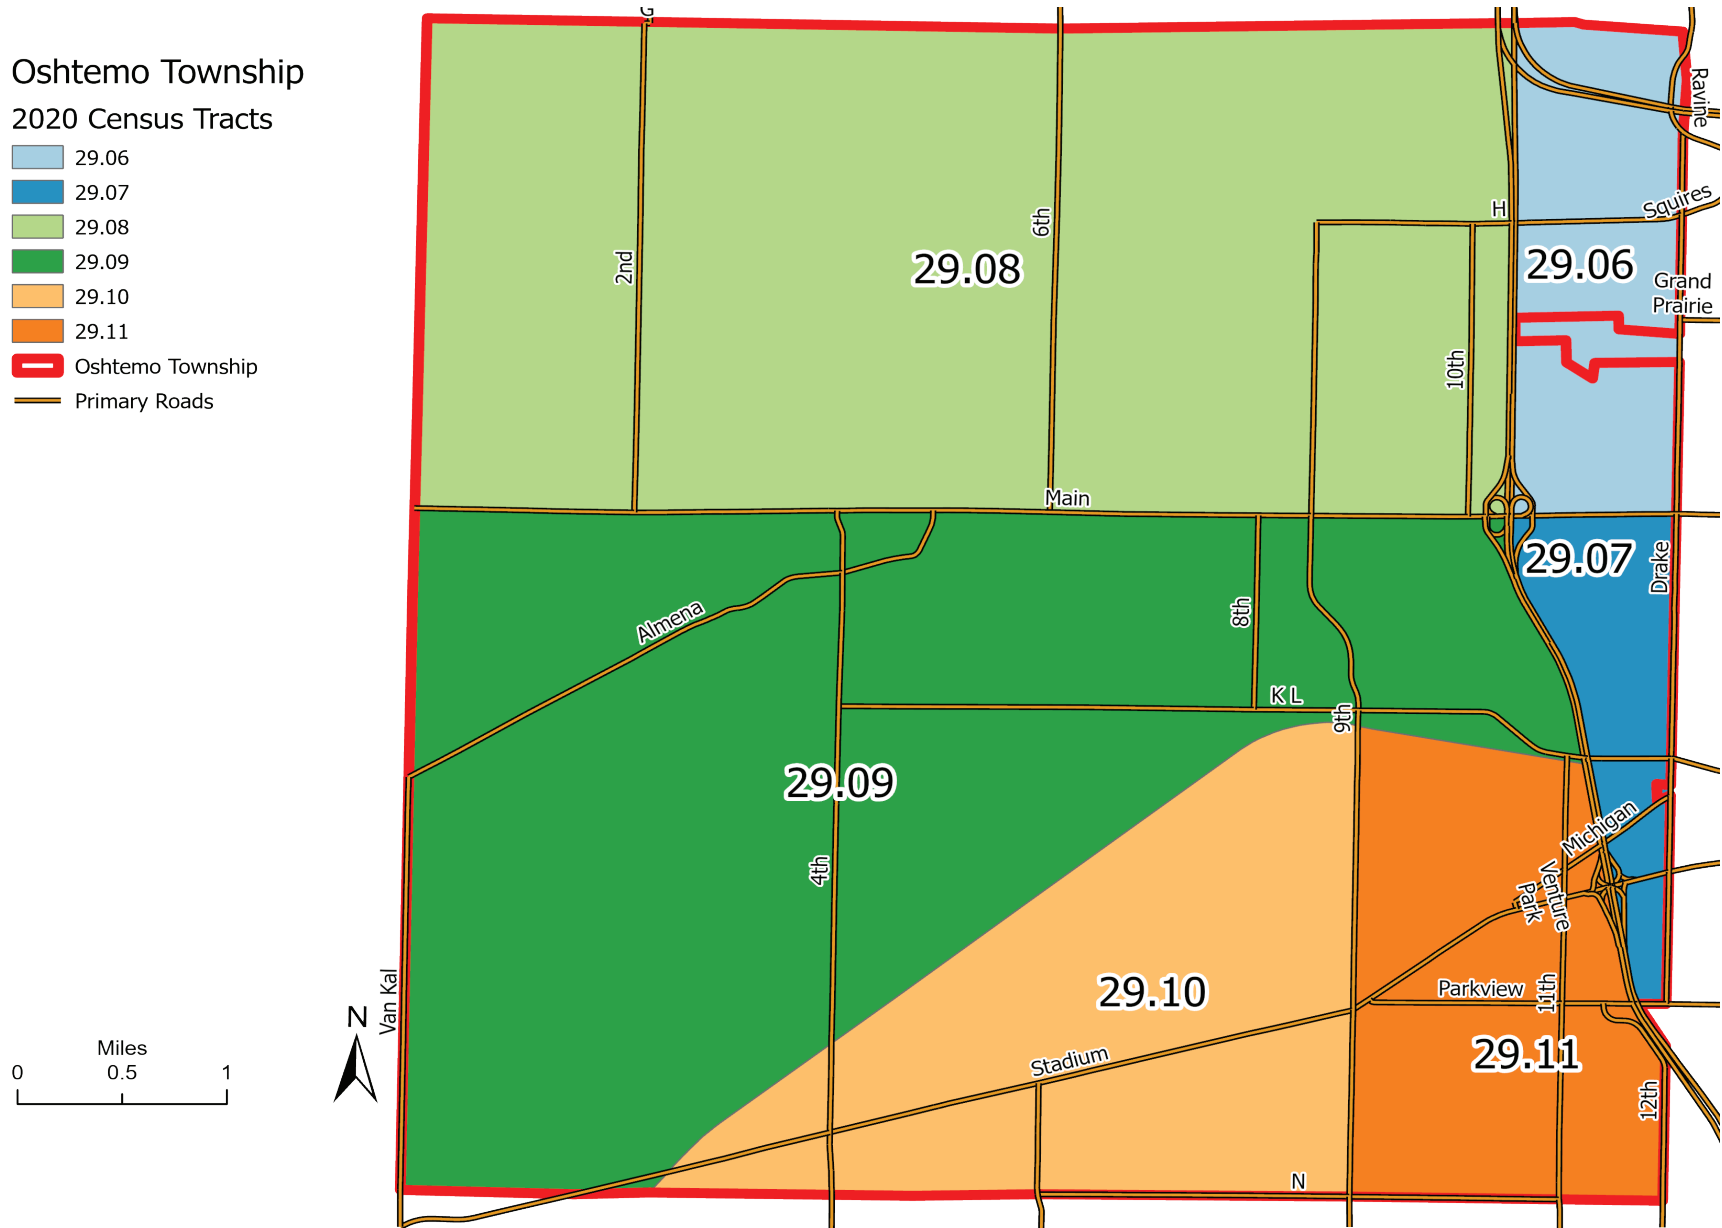 Oshtemo Township
2020 Census Tracts
29.06
29.07
29.08
29.09
29.10
29.11
Oshtemo Township
Primary Roads
G
Ravine
6th
H
Squires
2nd
29.08
29.06
Grand
Prairie
10th
Main
29.07
Drake
Almena
8th
K L
9th
29.09
Michigan
4th
Venture
Park
Van Kal
29.10
Parkview
11th
N
Miles
0 0.5 1
Stadium
29.11
12th
N